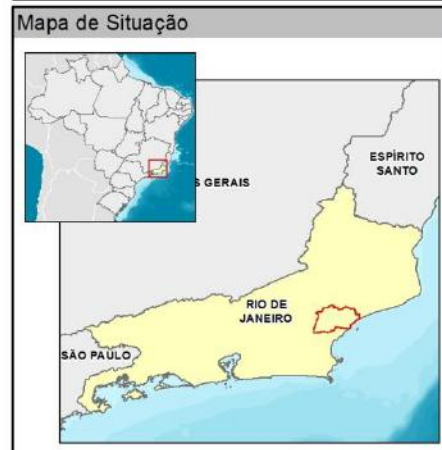 Mapa de Situação
ESPÍRITO
SANTO
S GERAIS
RIO DE
JANEIRO
SÃO PAULO